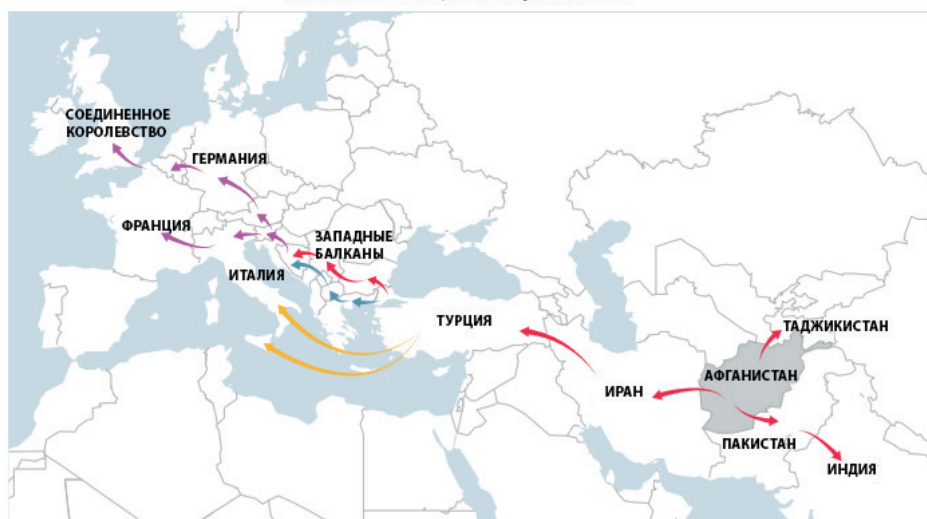 СОЕДИНЕННОЕ
КОРОЛЕВСТВО
ГЕРМАНИЯ
ФРАНЦИЯ
ЗАПАДНЫЕ
БАЛКАНЫ
ИТАЛИЯ
ТУРЦИЯ
ТАДЖИКИСТАН
АФГАНИСТАН
ИРАН
ПАКИСТАН
ИНДИЯ